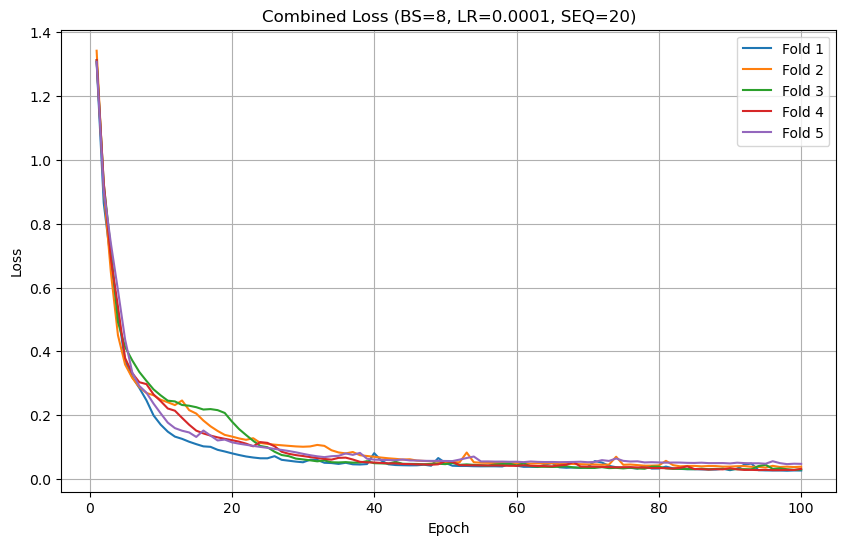 Combined Loss (BS=8, LR=0.0001, SEQ=20)
1.4
1.2
1.0
0.8
0.6
0.4
0.2
0.0
Loss
Fold 1
Fold 2
Fold 3
Fold 4
Fold 5
0 20 40 60 80 100
Epoch